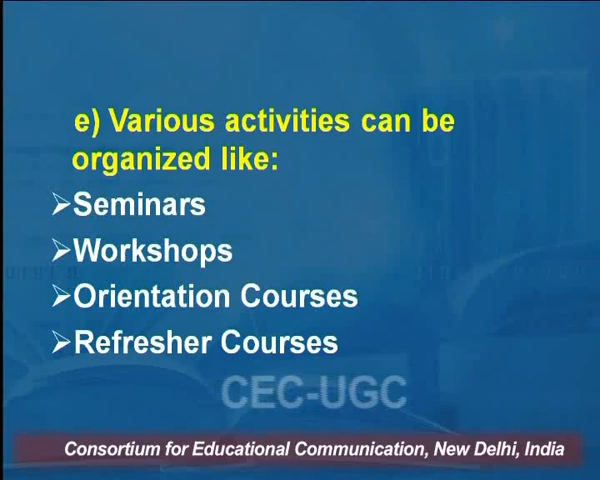 e) Various activities can be
organized like:
⮚Seminars
⮚Workshops
⮚Orientation Courses
⮚Refresher Courses
CEC-UGC
Consortium for Educational Communication, New Delhi, India